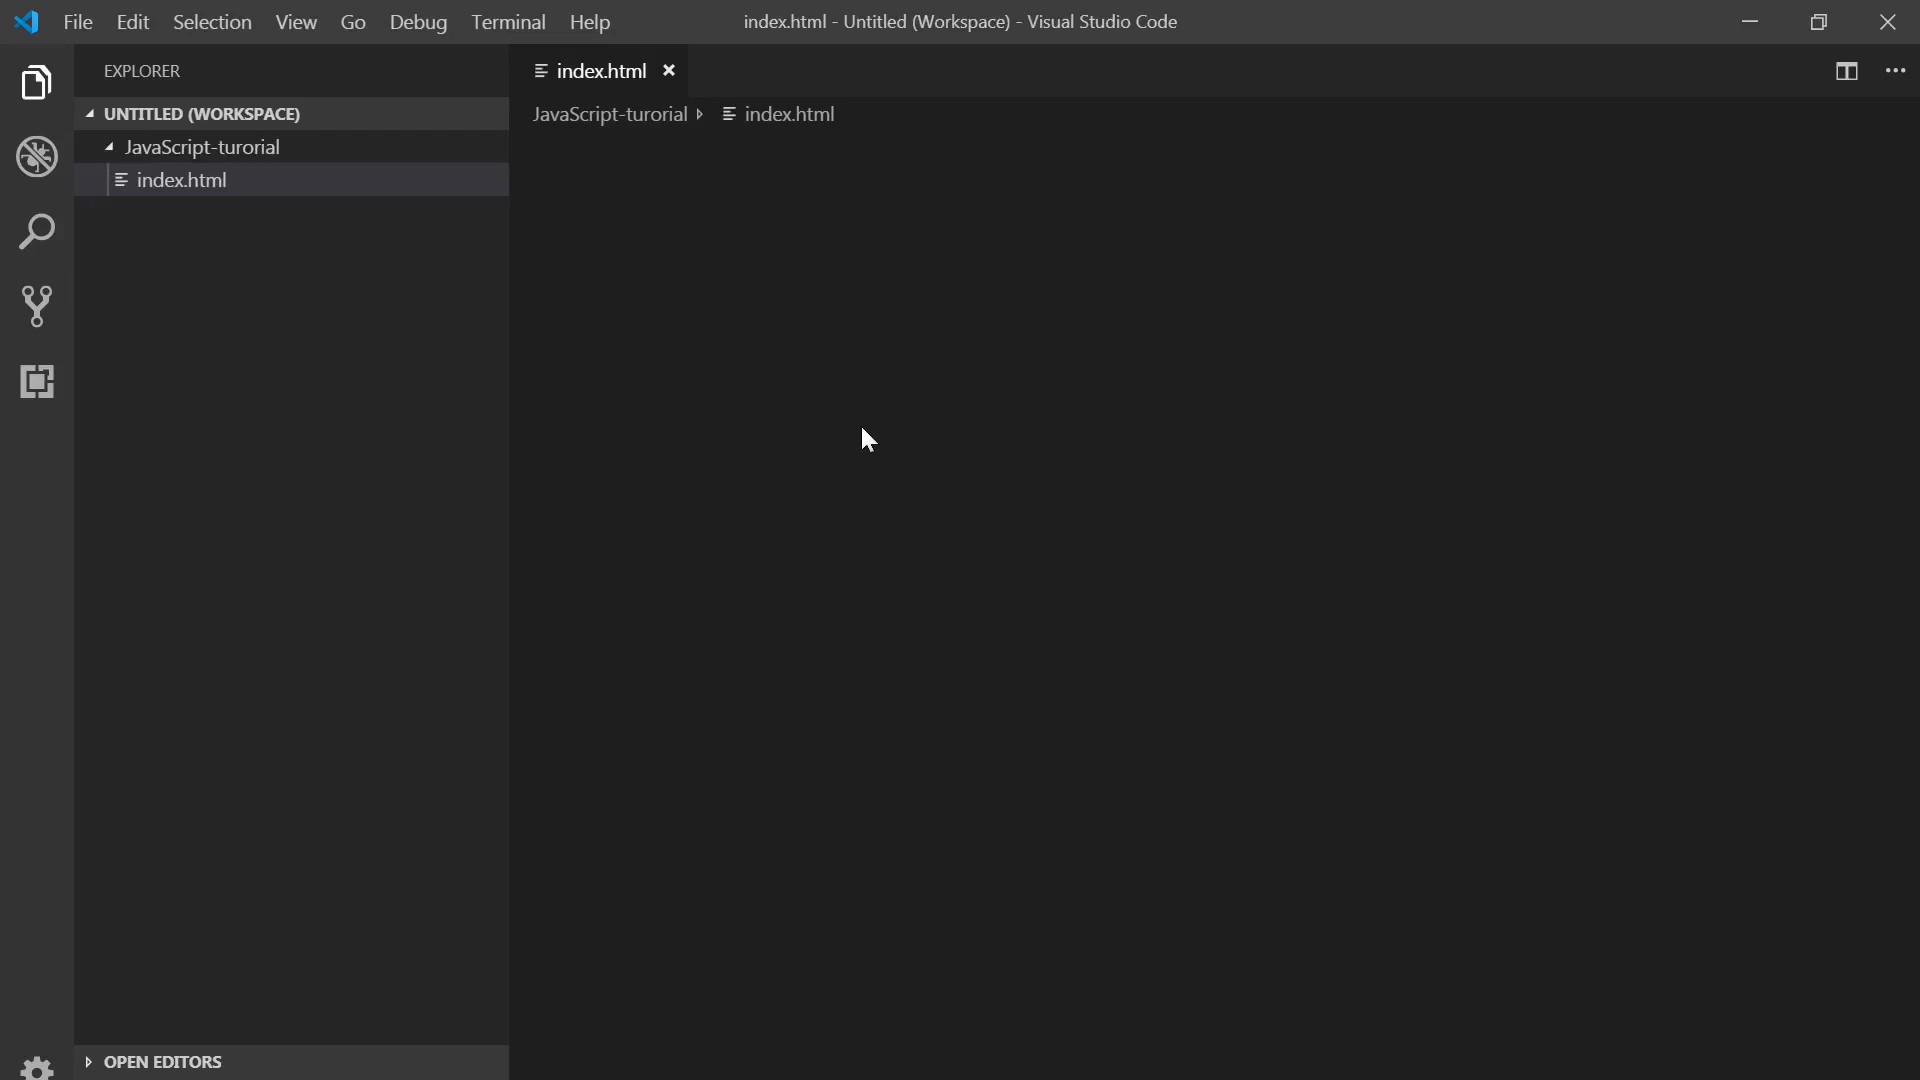 File Edit Selection View Go Debug Terminal Help
index.html - Untitled (Workspace) - Visual Studio Code
EXPLORER
UNTITLED (WORKSPACE)
JavaScript-turorial
index.html
index.html
JavaScript-turorial index.html
OPEN EDITORS